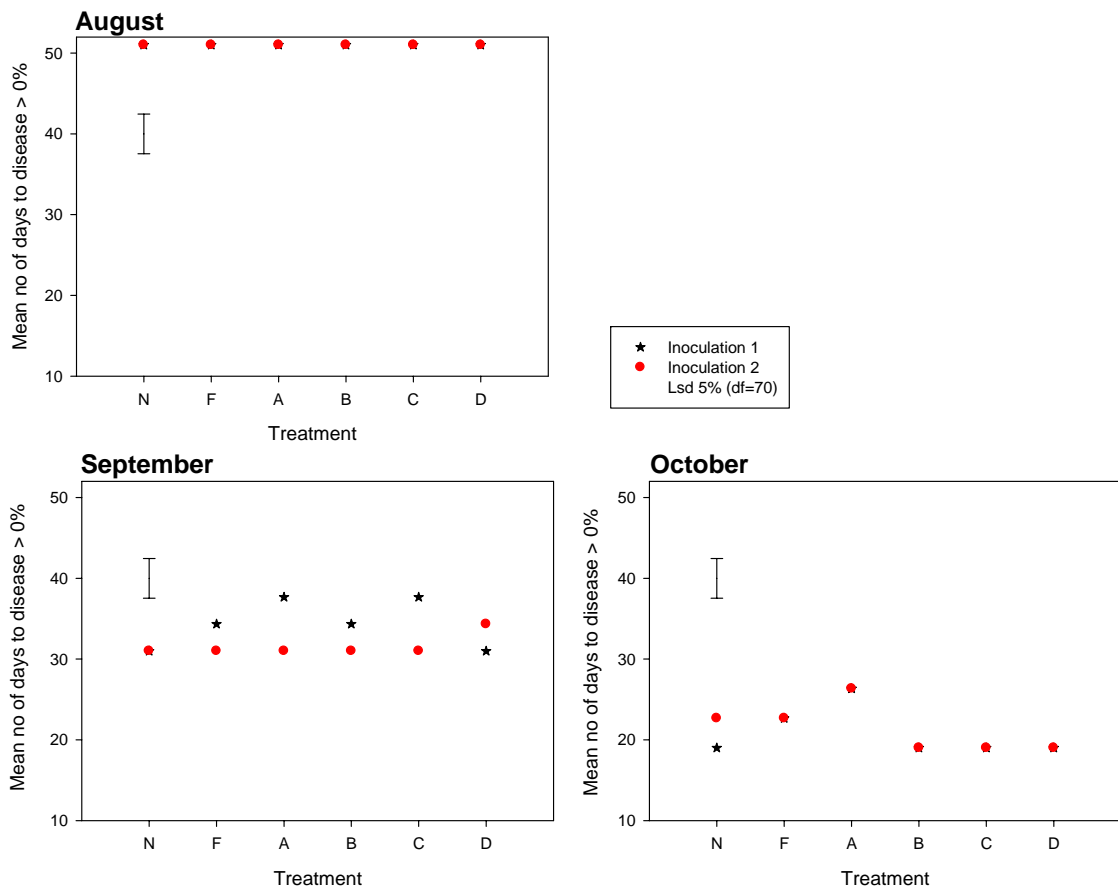 August
Mean no of days to disease > 0%
50
40
30
20
10
N F A B C D
Treatment
Inoculation 1
Inoculation 2
Lsd 5% (df=70)
September
Mean no of days to disease > 0%
50
40
30
20
10
N F A B C D
Treatment
October
Mean no of days to disease > 0%
50
40
30
20
10
N F A B C D
Treatment